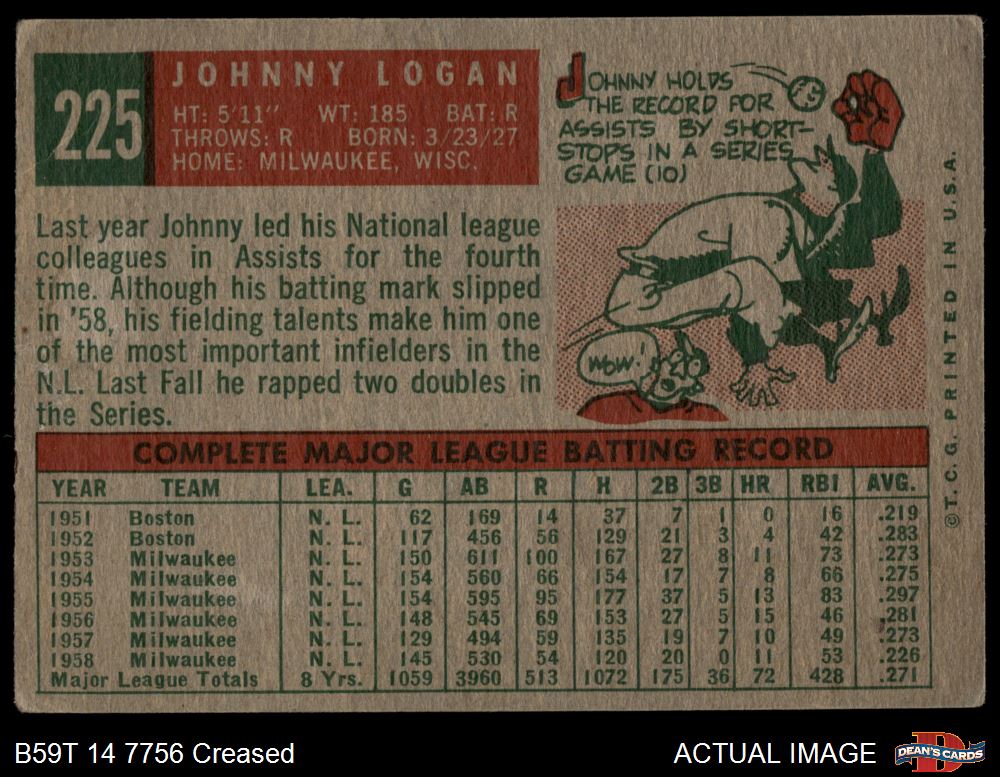 225
JOHNNY LOGAN
HT: 5'11" WT: 185 BAT: R
THROWS: R BORN: 3/23/27
HOME: MILWAUKEE, WISC.
JOHNNY HOLDS
THE RECORD FOR
ASSISTS BY SHORT-
STOPS IN A SERIES
GAME (10)
WOW!
Last year Johnny led his National league
colleagues in Assists for the fourth
time. Although his batting mark slipped
in '58, his fielding talents make him one
of the most important infielders in the
N.L. Last Fall he rapped two doubles in
the Series.
COMPLETE MAJOR LEAGUE BATTING RECORD
YEAR TEAM LEA. G AB R H 2B 3B HR RBI AVG.
1951 Boston N. L. 62 169 14 37 7 1 0 16 .219
1952 Boston N. L. 117 456 56 129 21 3 4 42 .283
1953 Milwaukee N. L. 150 611 100 167 27 8 11 73 .273
1954 Milwaukee N. L. 154 560 66 154 17 7 8 66 .275
1955 Milwaukee N. L. 154 595 95 177 37 5 13 83 .297
1956 Milwaukee N. L. 148 545 69 153 27 5 15 46 .281
1957 Milwaukee N. L. 129 494 59 135 19 7 10 49 .273
1958 Milwaukee N. L. 145 530 54 120 20 0 11 53 .226
Major League Totals 8 Yrs. 1059 3960 513 1072 175 36 72 428 .271
©T. C. G. PRINTED IN U.S.A.
B59T 14 7756 Creased
ACTUAL IMAGE
DEAN'S CARDS